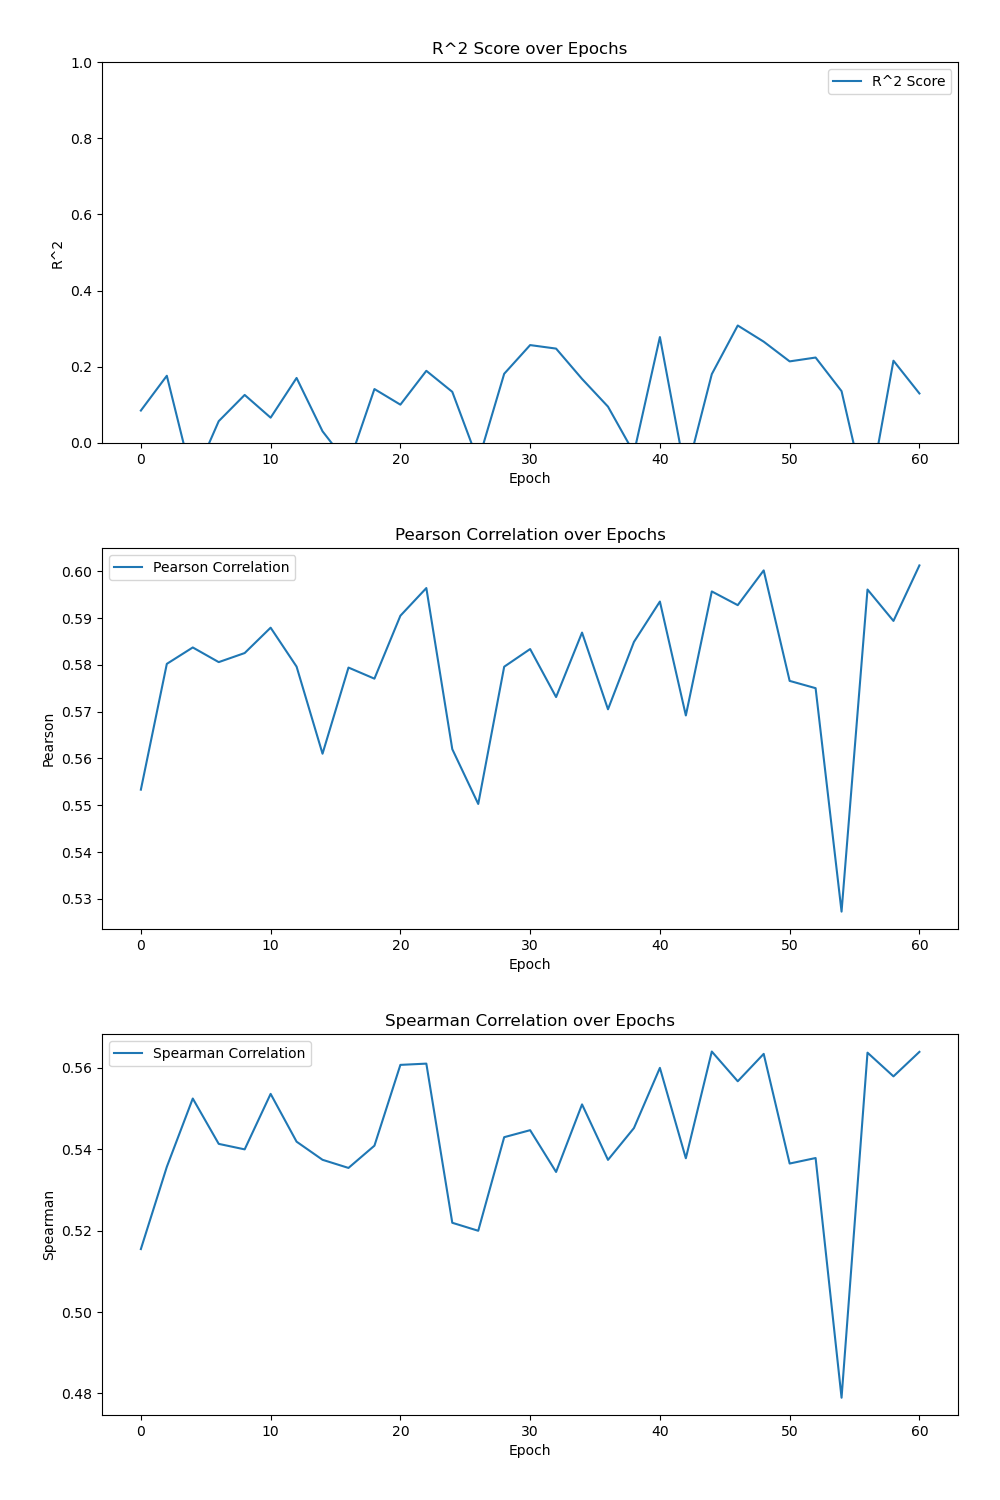 R^2 Score over Epochs
R^2 Score
1.0
0.8
0.6
0.4
0.2
0.0
R^2
0 10 20 30 40 50 60
Epoch
Pearson Correlation over Epochs
Pearson Correlation
0.60
0.59
0.58
0.57
0.56
0.55
0.54
0.53
Pearson
0 10 20 30 40 50 60
Epoch
Spearman Correlation over Epochs
Spearman Correlation
0.56
0.54
0.52
0.50
0.48
Spearman
0 10 20 30 40 50 60
Epoch